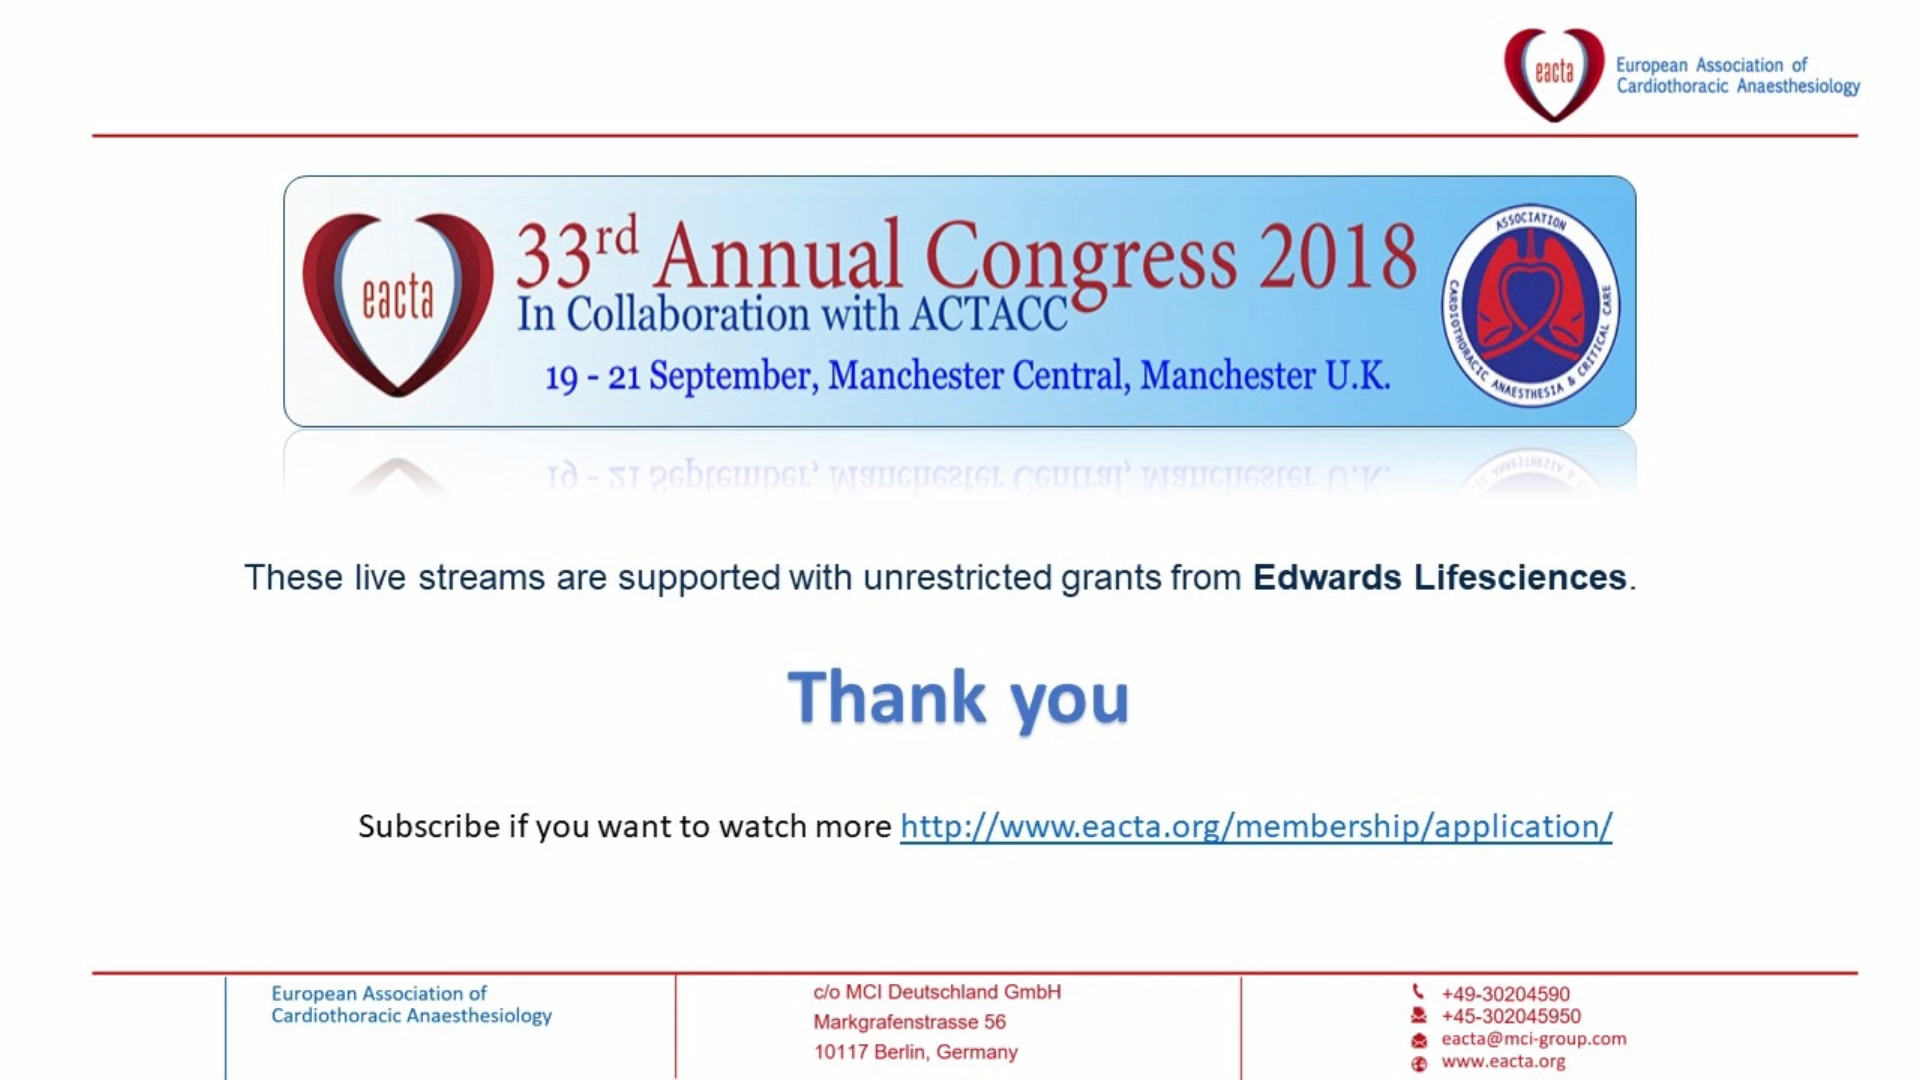 eacta
European Association of
Cardiothoracic Anaesthesiology
eacta
33rd Annual Congress 2018
In Collaboration with ACTACC
19 - 21 September, Manchester Central, Manchester U.K.
ASSOCIATION
CARDIOTHORACIC ANAESTHESIA & CRITICAL CARE
These live streams are supported with unrestricted grants from Edwards Lifesciences.
Thank you
Subscribe if you want to watch more http://www.eacta.org/membership/application/
European Association of
Cardiothoracic Anaesthesiology
c/o MCI Deutschland GmbH
Markgrafenstrasse 56
10117 Berlin, Germany
+49-30204590
+45-302045950
eacta@mci-group.com
www.eacta.org